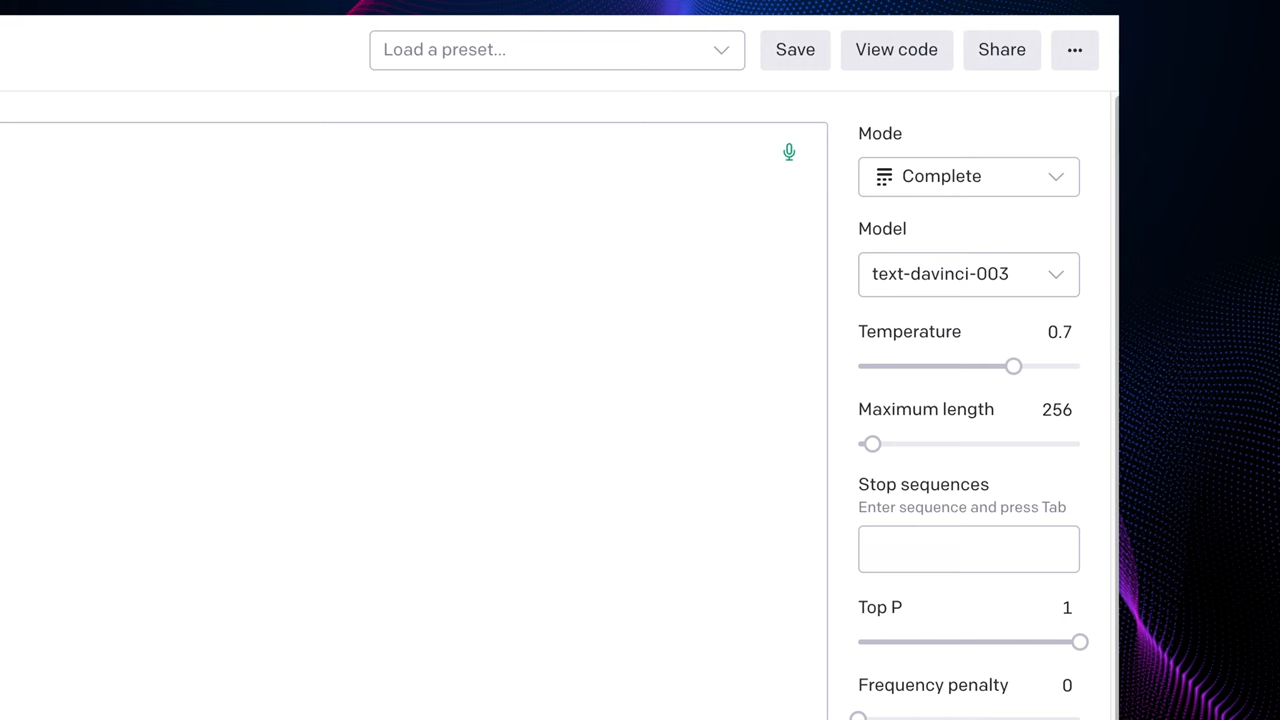 Load a preset...
Save
View code
Share
Mode
Complete
Model
text-davinci-003
Temperature 0.7
Maximum length 256
Stop sequences
Enter sequence and press Tab
Top P 1
Frequency penalty 0